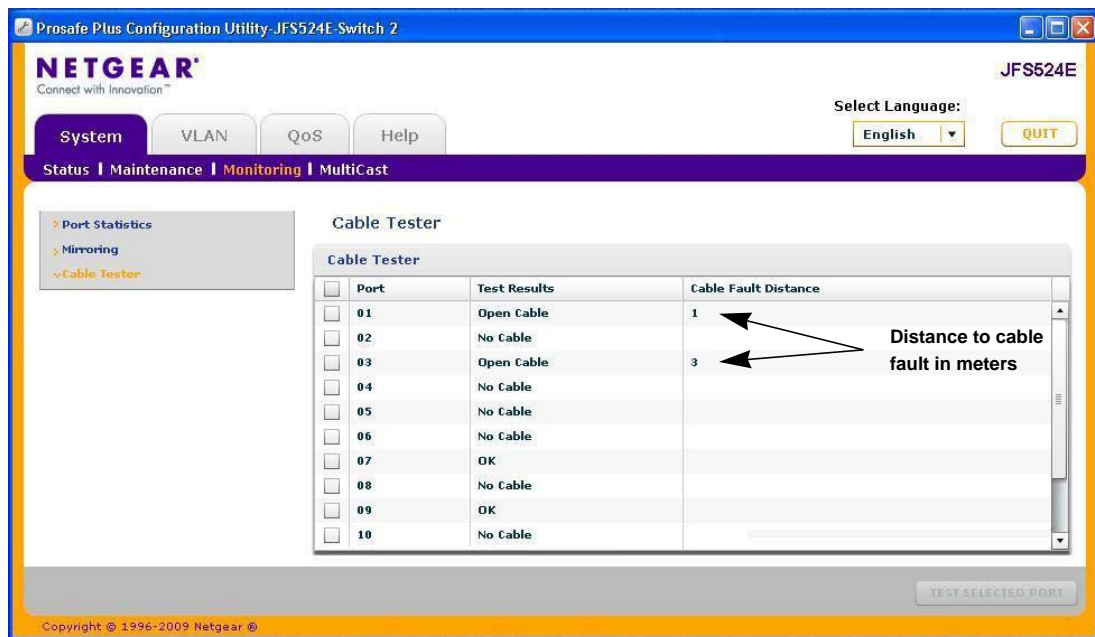 Prosafe Plus Configuration Utility-JFS524E-Switch 2
NETGEAR®
Connect with Innovation™
JFS524E
Select Language:
System VLAN QoS Help English QUIT
Status Maintenance Monitoring MultiCast
Port Statistics
Mirroring
Cable Tester
Cable Tester
Cable Tester
Port Test Results Cable Fault Distance
01 Open Cable 1
02 No Cable
03 Open Cable 3
04 No Cable
05 No Cable
06 No Cable
07 OK
08 No Cable
09 OK
10 No Cable
Distance to cable
fault in meters
TEST SELECTED PORT
Copyright © 1996-2009 Netgear ®